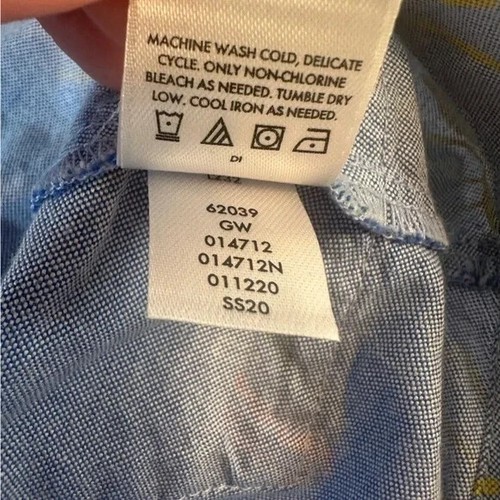 MACHINE WASH COLD, DELICATE
CYCLE. ONLY NON-CHLORINE
BLEACH AS NEEDED. TUMBLE DRY
LOW. COOL IRON AS NEEDED.
DI
62039
GW
014712
014712N
011220
SS20